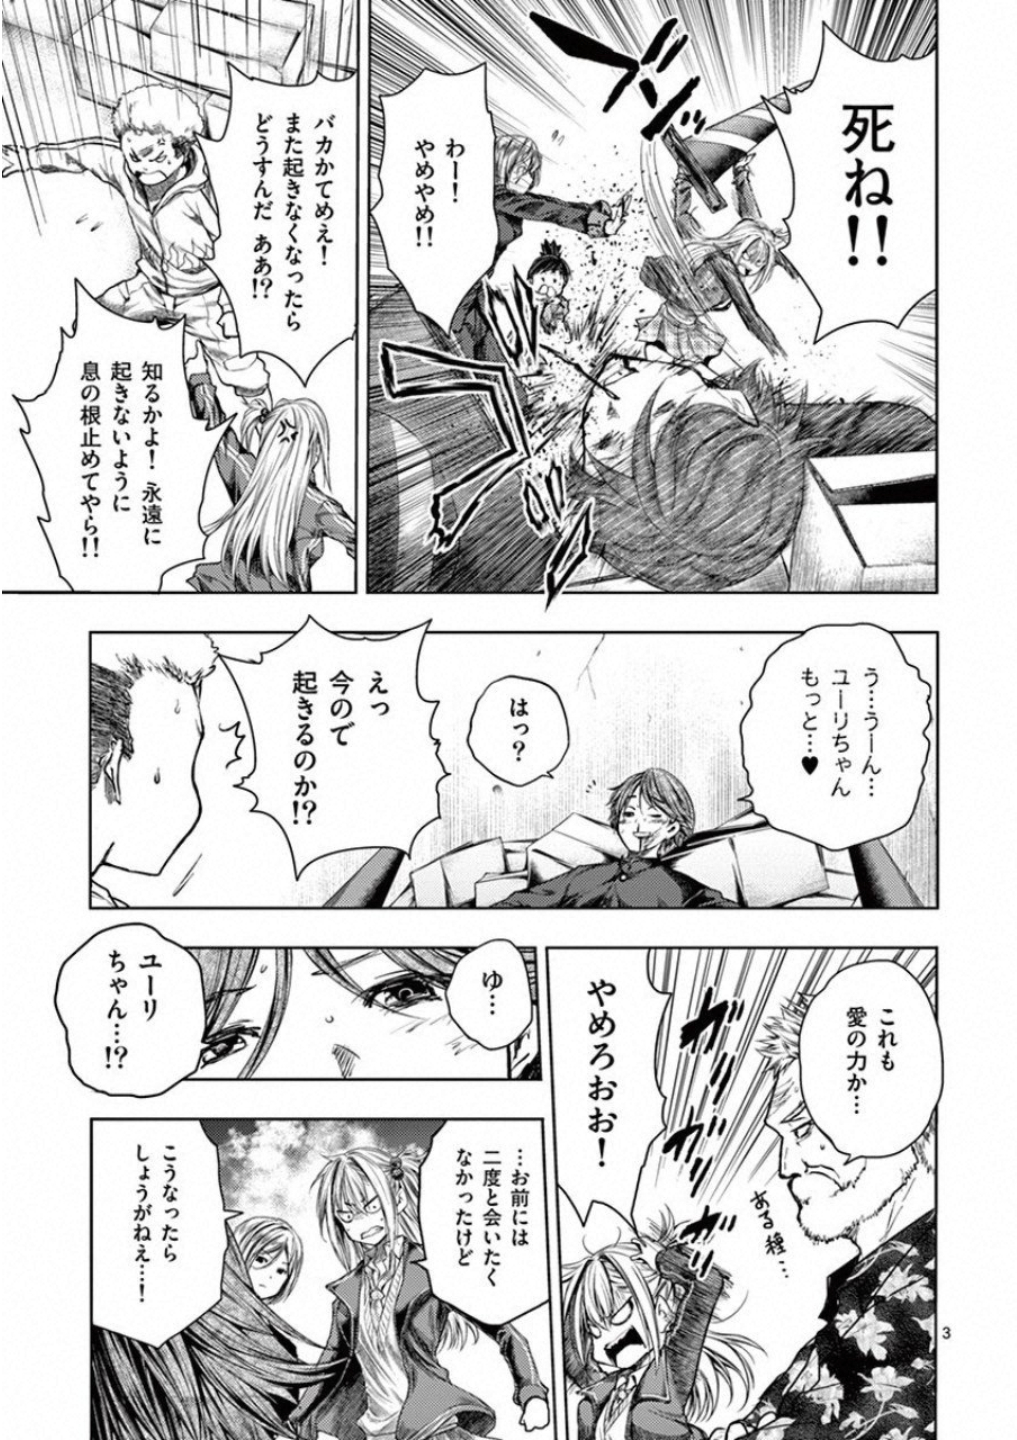 死ね!!
わー!
やめやめ!!
バカかてめえ!
また起きなくなったら
どうすんだ ああ!?
知るかよ! 永遠に
起きないように
息の根止めてやら!!
う…うーん…
ユーリちゃん
もっと…♥
はっ?
えっ
今ので
起きるのか!?
これも
愛の力か…
ある種…
やめろおお!
ガガガガ
ゆ…
ユーリ
ちゃん…!?
…お前には
二度と会いたく
なかったけど
こうなったら
しょうがねえ…!
3